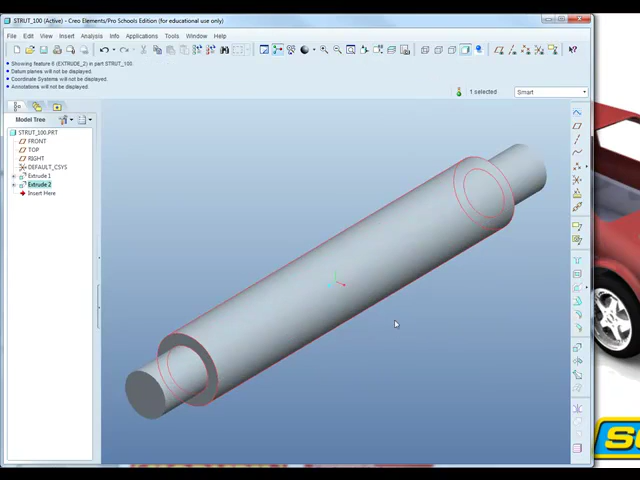 STRUT_100 (Active) - Creo Elements/Pro Schools Edition (for educational use only)
File Edit View Insert Analysis Info Applications Tools Window Help
Showing feature 6 (EXTRUDE_2) in part STRUT_100.
Datum planes will not be displayed.
Coordinate Systems will not be displayed.
Annotations will not be displayed.
1 selected Smart
Model Tree
STRUT_100.PRT
FRONT
TOP
RIGHT
DEFAULT_CSYS
Extrude 1
Extrude 2
Insert Here